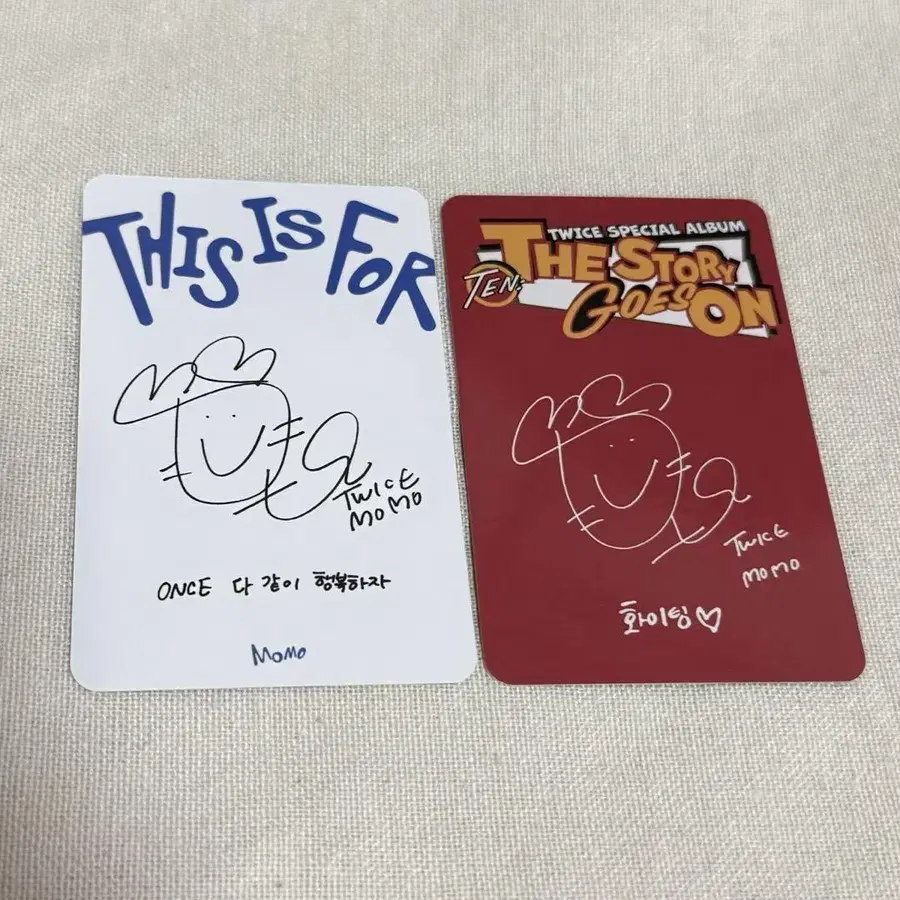 THIS IS FOR
TWICE
MOMO
ONCE 다 같이 행복하자
MOMO
TWICE SPECIAL ALBUM
TEN:
THE STORY
GOES ON
TWICE
MOMO
화이팅♡